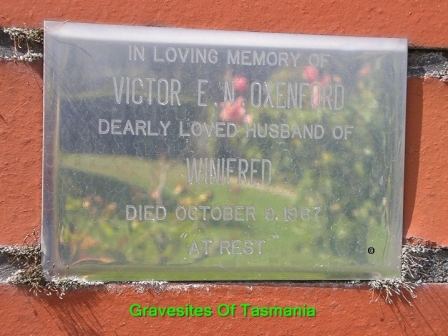 IN LOVING MEMORY OF
VICTOR E. N. OXENFORD
DEARLY LOVED HUSBAND OF
WINIFRED
DIED OCTOBER 9. 1967
"AT REST"
Gravesites Of Tasmania